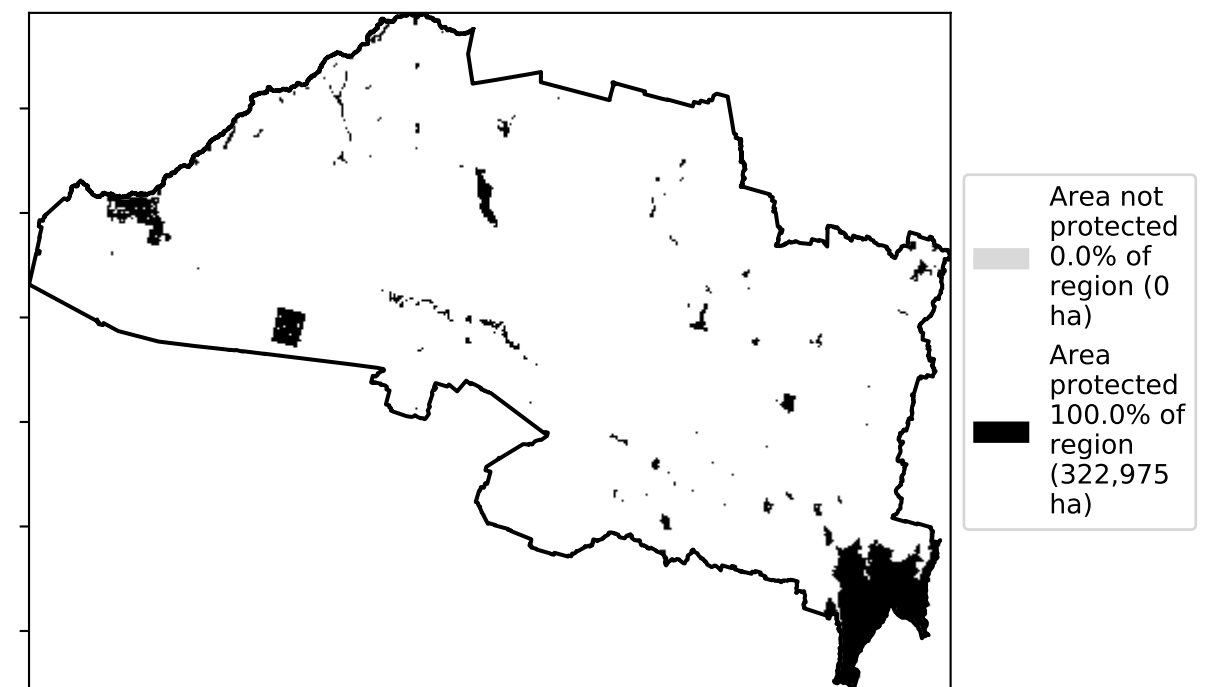 Area not
protected
0.0% of
region (0
ha)
Area
protected
100.0% of
region
(322,975
ha)